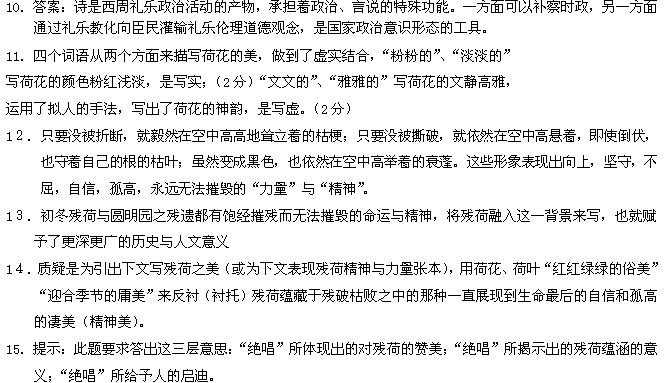 10. 答案：诗是西周礼乐政治活动的产物，承担着政治、言说的特殊功能。一方面可以补察时政，另一方面
通过礼乐教化向臣民灌输礼乐伦理道德观念，是国家政治意识形态的工具。
11. 四个词语从两个方面来描写荷花的美，做到了虚实结合，“粉粉的”、“淡淡的”
写荷花的颜色粉红浅淡，是写实；（2分）“文文的”、“雅雅的”写荷花的文静高雅，
运用了拟人的手法，写出了荷花的神韵，是写虚。（2分）
12．只要没被折断，就毅然在空中高高地耸立着的枯梗；只要没被撕破，就依然在空中高悬着，即使倒伏，
也守着自己的根的枯叶；虽然变成黑色，也依然在空中高举着的衰蓬。这些形象表现出向上，坚守，不
屈，自信，孤高，永远无法摧毁的“力量”与“精神”。
13．初冬残荷与圆明园之残遗都有饱经摧残而无法摧毁的命运与精神，将残荷融入这一背景来写，也就赋
予了更深更广的历史与人文意义
14．质疑是为引出下文写残荷之美（或为下文表现残荷精神与力量张本），用荷花、荷叶“红红绿绿的俗美”
“迎合季节的庸美”来反衬（衬托）残荷蕴藏于残破枯败之中的那种一直展现到生命最后的自信和孤高
的凄美（精神美）。
15．提示：此题要求答出这三层意思：“绝唱”所体现出的对残荷的赞美；“绝唱”所揭示出的残荷蕴涵的意
义；“绝唱”所给予人的启迪。